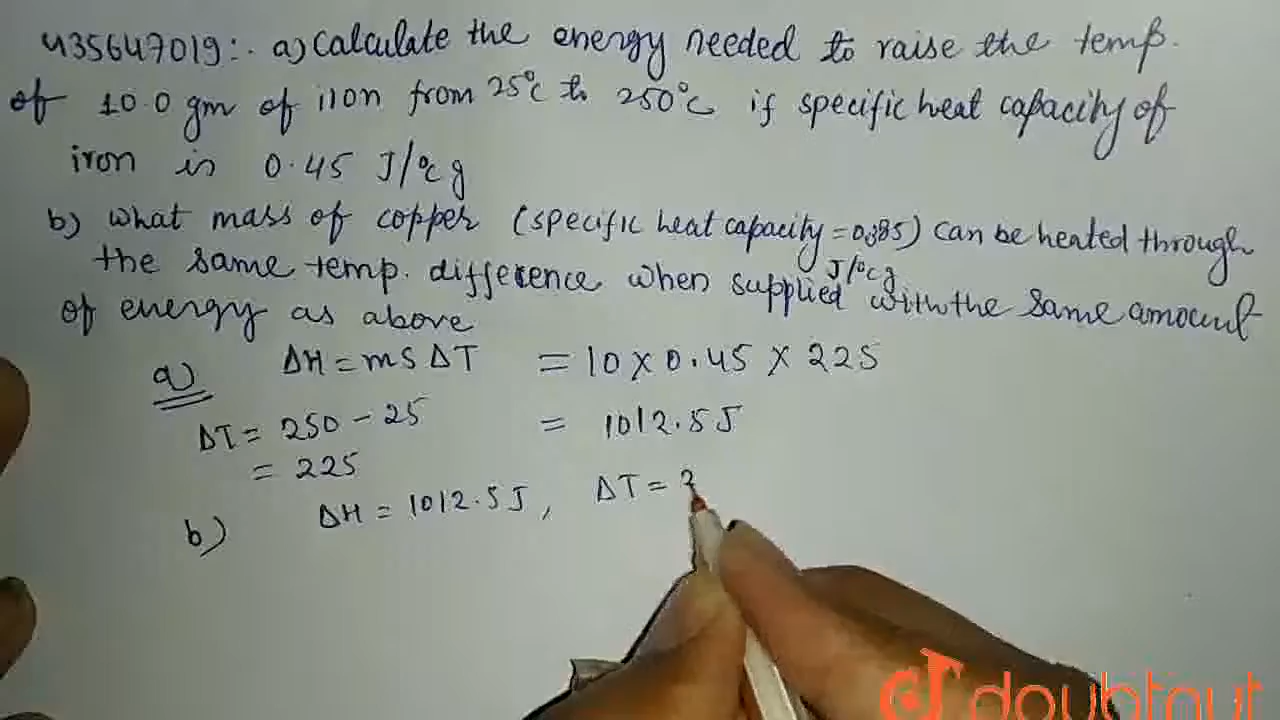 435647019:. a) Calculate the energy needed to raise the temp.
of 10.0 gm of iron from 25°C to 250°C if specific heat capacity of
iron is 0.45 J/°C g
b) What mass of copper (specific heat capacity = 0.385) can be heated through
J/°C g
the same temp. difference when supplied with the same amount
of energy as above
a) ΔH = mSΔT = 10 X 0.45 X 225
ΔT = 250 - 25 = 1012.5 J
= 225
b) ΔH = 1012.5 J, ΔT = 2
doubtnut